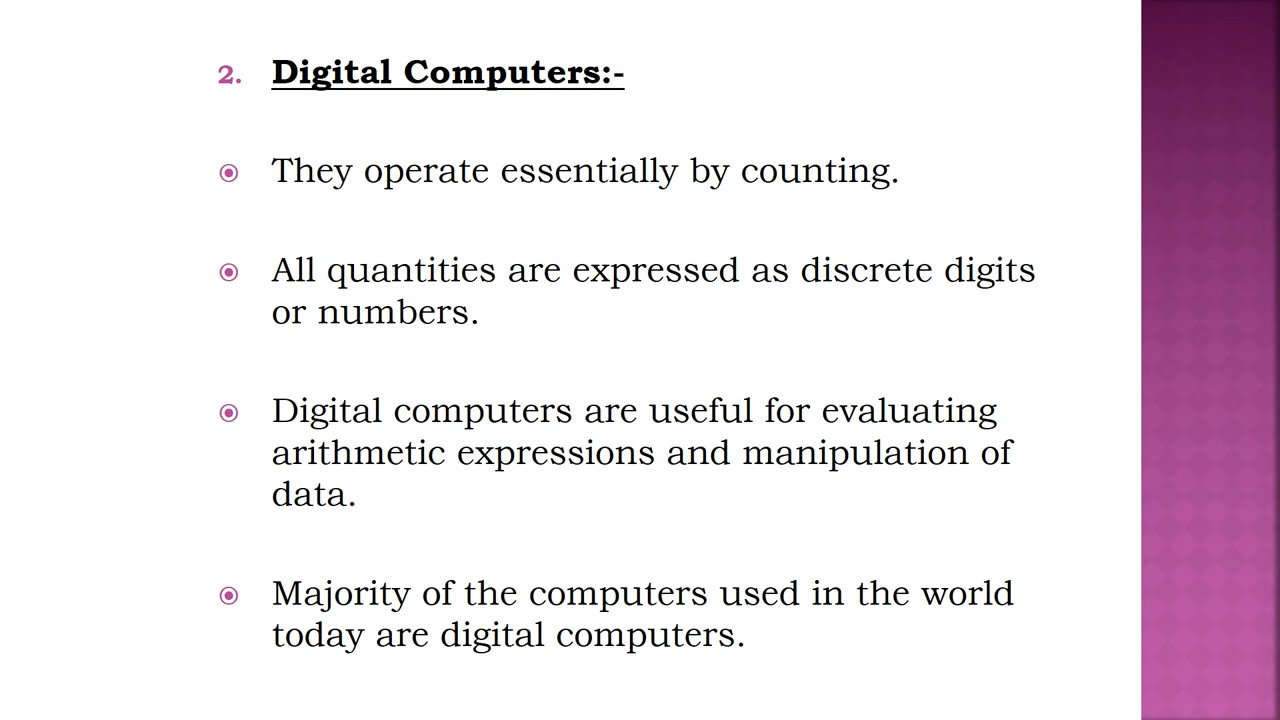 2. Digital Computers:-
They operate essentially by counting.
All quantities are expressed as discrete digits
or numbers.
Digital computers are useful for evaluating
arithmetic expressions and manipulation of
data.
Majority of the computers used in the world
today are digital computers.